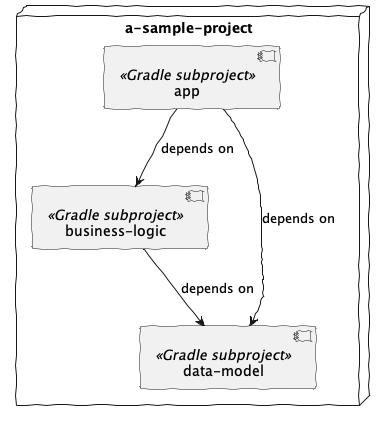 a-sample-project
«Gradle subproject»
app
depends on
«Gradle subproject»
business-logic
depends on
depends on
«Gradle subproject»
data-model